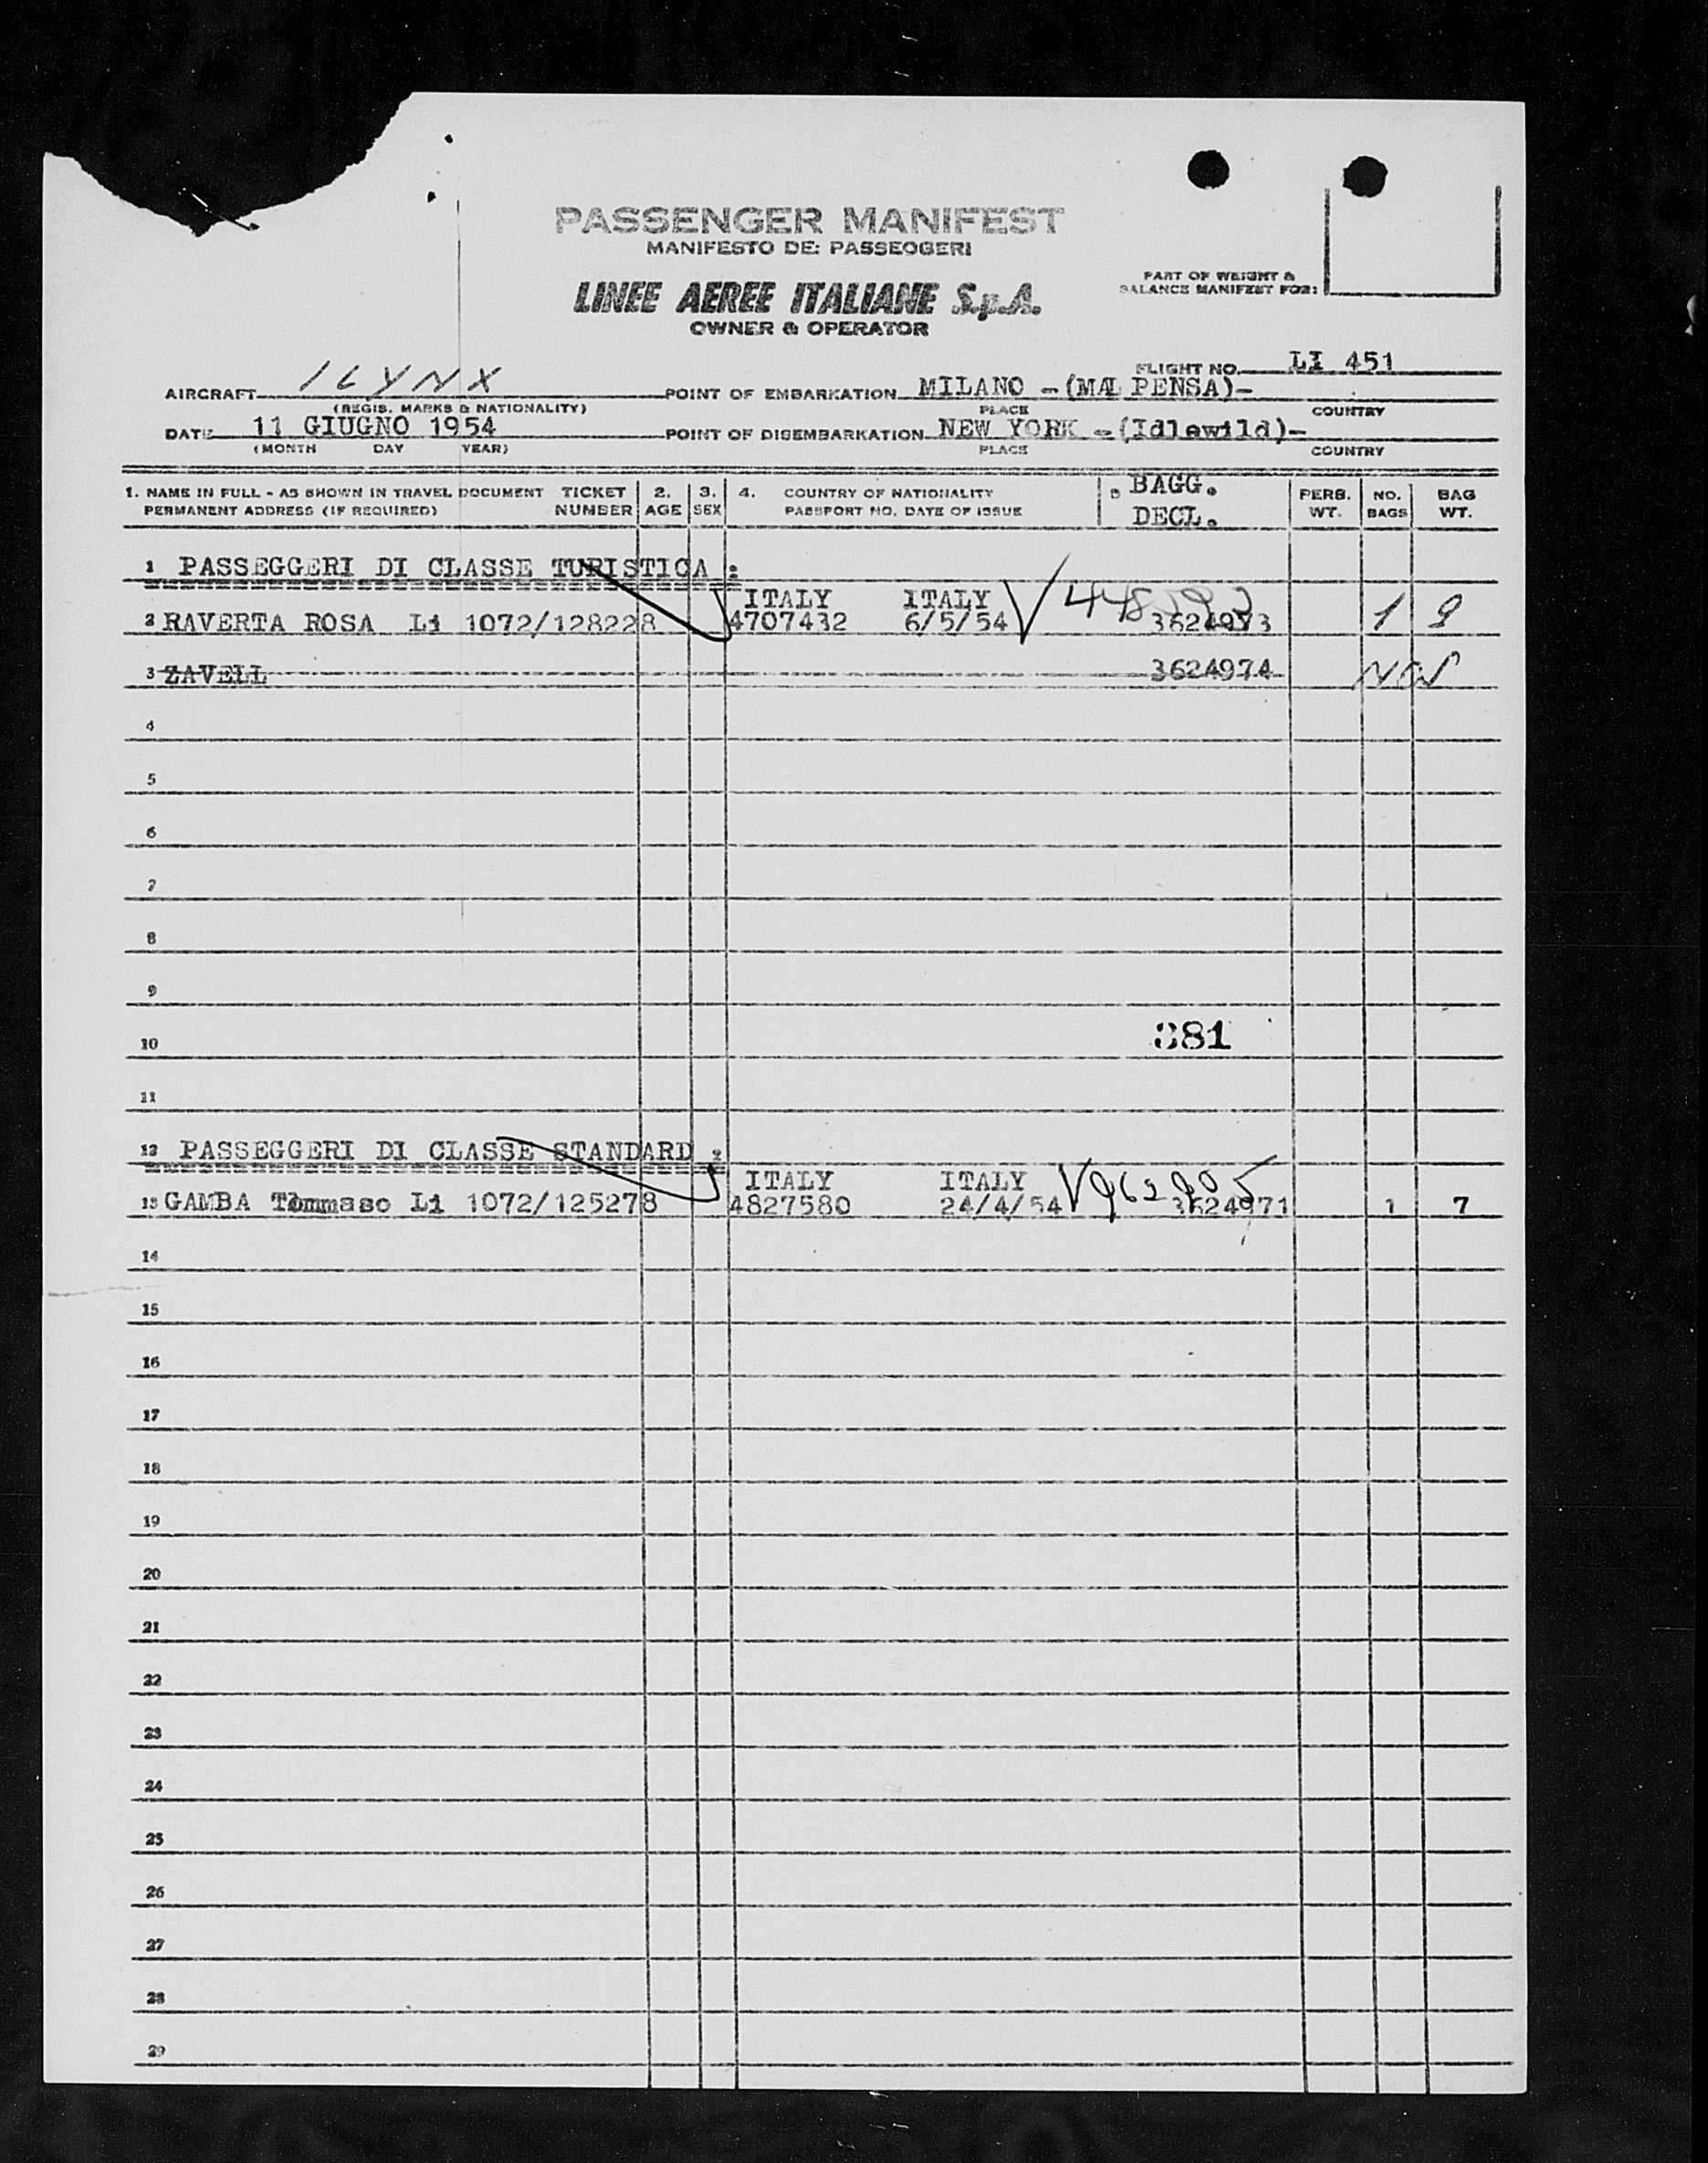 PASSENGER MANIFEST
MANIFESTO DEI PASSEGGERI
LINEE AEREE ITALIANE S.p.A.
OWNER & OPERATOR
PART OF WEIGHT &
BALANCE MANIFEST FOR:
FLIGHT NO. LI 451
AIRCRAFT ILYNX POINT OF EMBARKATION MILANO -(MAL PENSA)-
(REGIS. MARKS & NATIONALITY) PLACE COUNTRY
DATE 11 GIUGNO 1954 POINT OF DISEMBARKATION NEW YORK -(Idlewild)-
(MONTH DAY YEAR) PLACE COUNTRY
1. NAME IN FULL - AS SHOWN IN TRAVEL DOCUMENT TICKET 2. 3. 4. COUNTRY OF NATIONALITY BAGG. PERS. NO. BAG
PERMANENT ADDRESS (IF REQUIRED) NUMBER AGE SEX PASSPORT NO. DATE OF ISSUE DECL. WT. BAGS WT.
1 PASSEGGERI DI CLASSE TURISTICA :
ITALY ITALY
2 RAVERTA ROSA Li 1072/128228 4707432 6/5/54 3624973 1 9
3 ZAVELL 3624974
4
5
6
7
8
9
381
10
11
12 PASSEGGERI DI CLASSE STANDARD :
ITALY ITALY
13 GAMBA Tommaso Li 1072/125278 4827580 24/4/54 3624971 1 7
14
15
16
17
18
19
20
21
22
23
24
25
26
27
28
29